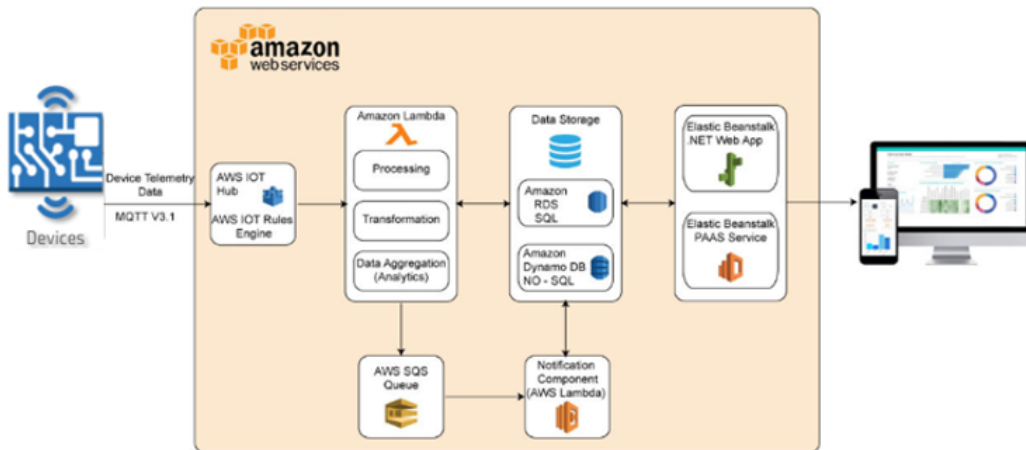 amazon
webservices
Devices
Device Telemetry
Data
MQTT V3.1
AWS IOT
Hub
AWS IOT Rules
Engine
Amazon Lambda
Processing
Transformation
Data Aggregation
(Analytics)
AWS SQS
Queue
Data Storage
Amazon
RDS
SQL
Amazon
Dynamo DB
NO - SQL
Notification
Component
(AWS Lambda)
Elastic Beanstalk
.NET Web App
Elastic Beanstalk
PAAS Service